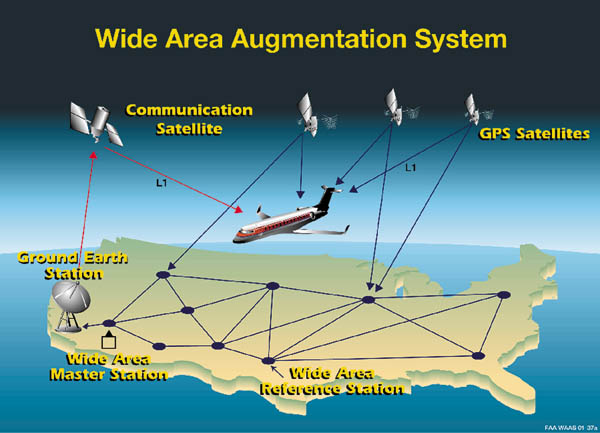 Wide Area Augmentation System
Communication
Satellite
GPS Satellites
L1
L1
Ground Earth
Station
Wide Area
Master Station
Wide Area
Reference Station
FAA WAAS 01 37a